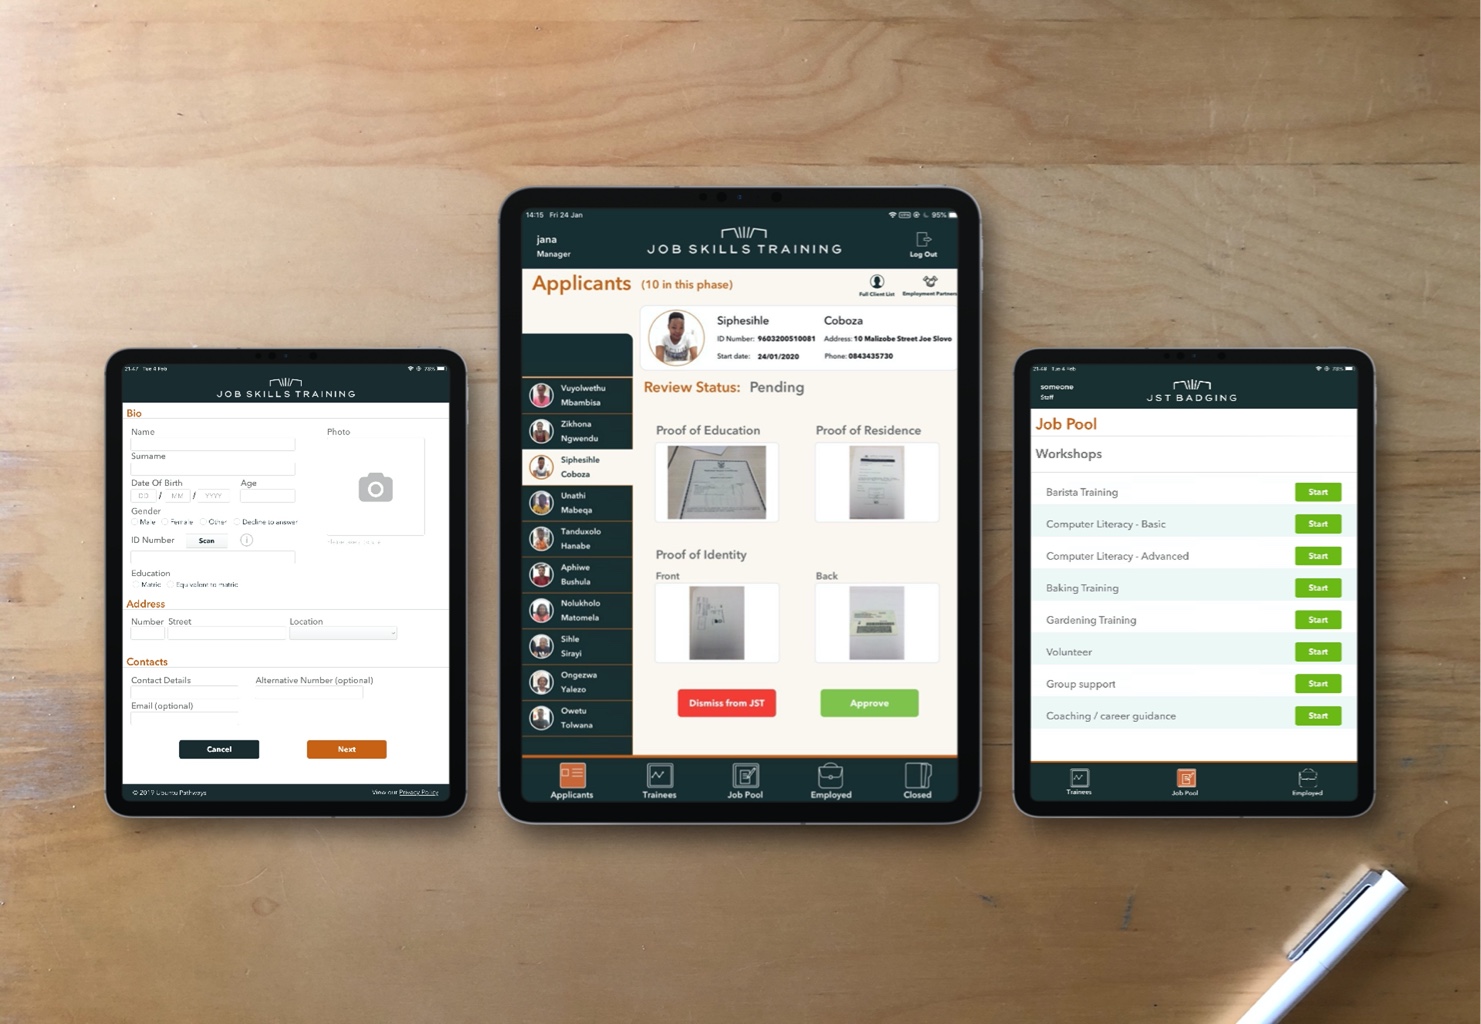 21:47 Tue 4 Feb
78%
JOB SKILLS TRAINING
Bio
Name
Photo
Surname
Date Of Birth
Age
DD / MM / YYYY
Gender
Male Female Other Decline to answer
ID Number Scan i
Education
Matric Equivalent to matric
Address
Number Street Location
Contacts
Contact Details Alternative Number (optional)
Email (optional)
Cancel Next
© 2019 Ubuntu Pathways View our Privacy Policy
14:15 Fri 24 Jan
VPN 95%
jana
Manager
JOB SKILLS TRAINING
Log Out
Applicants (10 in this phase)
Full Client List Employment Partners
Siphesihle Coboza
ID Number: 9603200510081 Address: 10 Malizobe Street Joe Slovo
Start date: 24/01/2020 Phone: 0843435730
Vuyolwethu
Mbambisa
Zikhona
Ngwendu
Siphesihle
Coboza
Unathi
Mabeqa
Tanduxolo
Hanabe
Aphiwe
Bushula
Nolukholo
Matomela
Sihle
Sirayi
Ongezwa
Yalezo
Owetu
Tolwana
Review Status: Pending
Proof of Education Proof of Residence
Proof of Identity
Front Back
Dismiss from JST Approve
Applicants Trainees Job Pool Employed Closed
21:48 Tue 4 Feb
78%
someone
Staff
JST BADGING
Job Pool
Workshops
Barista Training Start
Computer Literacy - Basic Start
Computer Literacy - Advanced Start
Baking Training Start
Gardening Training Start
Volunteer Start
Group support Start
Coaching / career guidance Start
Trainees Job Pool Employed